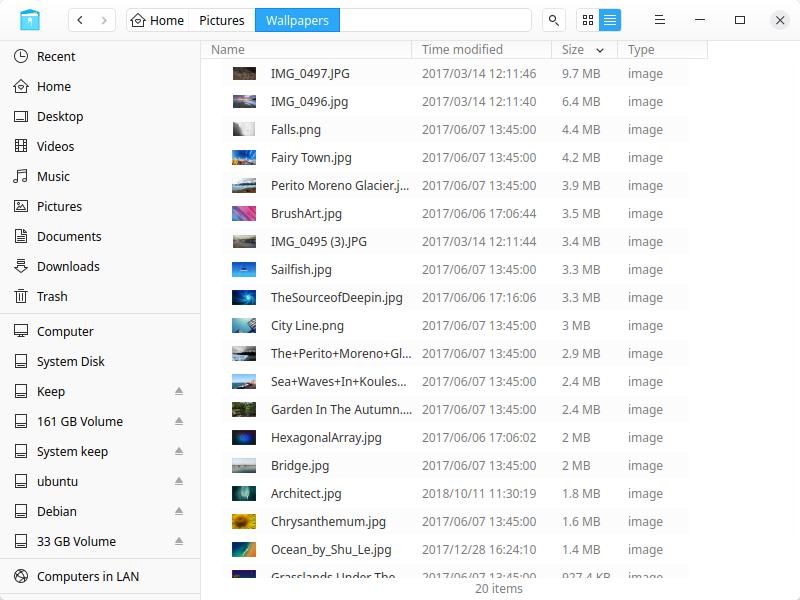 Home Pictures Wallpapers
Name Time modified Size Type
Recent
Home
Desktop
Videos
Music
Pictures
Documents
Downloads
Trash
Computer
System Disk
Keep
161 GB Volume
System keep
ubuntu
Debian
33 GB Volume
Computers in LAN
IMG_0497.JPG 2017/03/14 12:11:46 9.7 MB image
IMG_0496.jpg 2017/03/14 12:11:40 6.4 MB image
Falls.png 2017/06/07 13:45:00 4.4 MB image
Fairy Town.jpg 2017/06/07 13:45:00 4.2 MB image
Perito Moreno Glacier.j... 2017/06/07 13:45:00 3.9 MB image
BrushArt.jpg 2017/06/06 17:06:44 3.5 MB image
IMG_0495 (3).JPG 2017/03/14 12:11:44 3.4 MB image
Sailfish.jpg 2017/06/07 13:45:00 3.3 MB image
TheSourceofDeepin.jpg 2017/06/06 17:16:06 3.3 MB image
City Line.png 2017/06/07 13:45:00 3 MB image
The+Perito+Moreno+Gl... 2017/06/07 13:45:00 2.9 MB image
Sea+Waves+In+Koules... 2017/06/07 13:45:00 2.4 MB image
Garden In The Autumn.... 2017/06/07 13:45:00 2.4 MB image
HexagonalArray.jpg 2017/06/06 17:06:02 2 MB image
Bridge.jpg 2017/06/07 13:45:00 2 MB image
Architect.jpg 2018/10/11 11:30:19 1.8 MB image
Chrysanthemum.jpg 2017/06/07 13:45:00 1.6 MB image
Ocean_by_Shu_Le.jpg 2017/12/28 16:24:10 1.4 MB image
Grasslands Under The... 2017/06/07 13:45:00 927.4 KB image
20 items